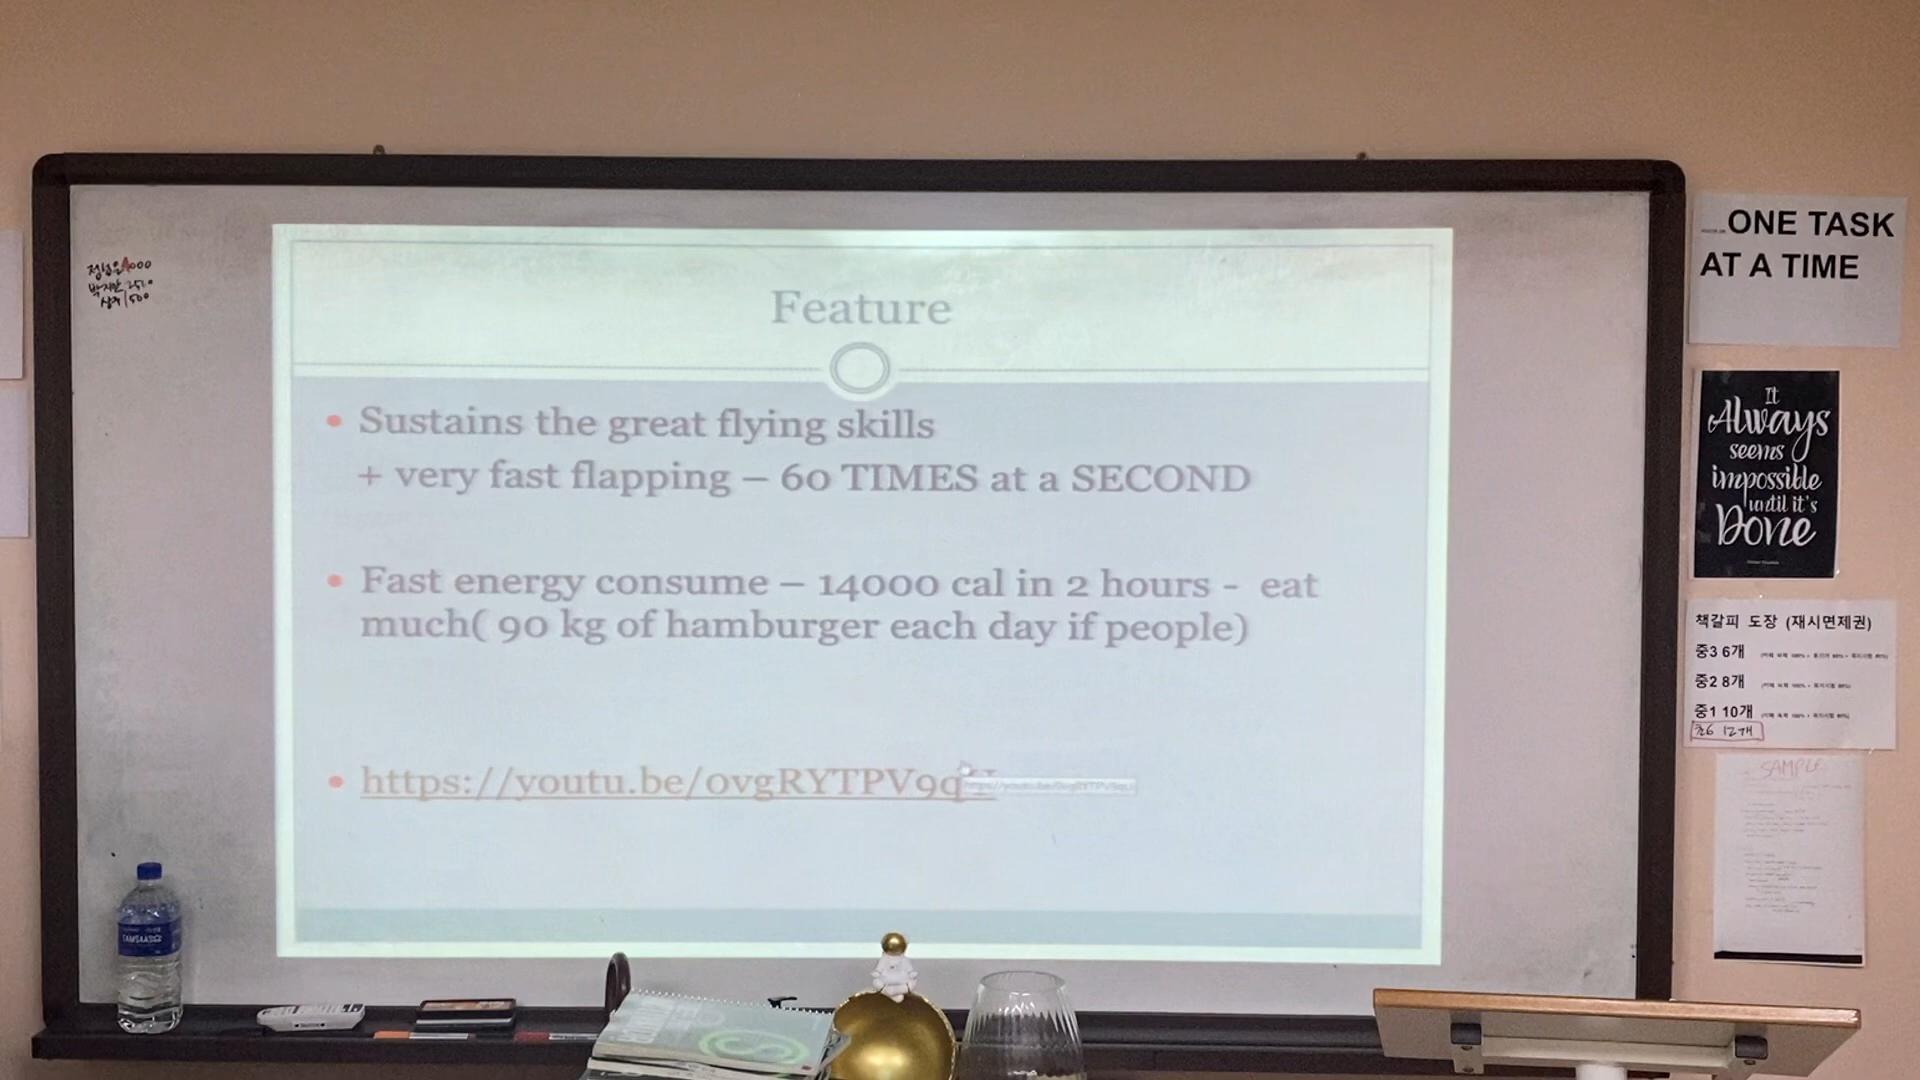 Feature
Sustains the great flying skills
+ very fast flapping – 60 TIMES at a SECOND
Fast energy consume – 14000 cal in 2 hours - eat
much( 90 kg of hamburger each day if people)
https://youtu.be/0vgRYTPV9q
ONE TASK
AT A TIME
It
Always
seems
impossible
until it's
Done
책갈피 도장 (재시면제권)
중3 6개
중2 8개
중1 10개
초6 12개
SAMPLE